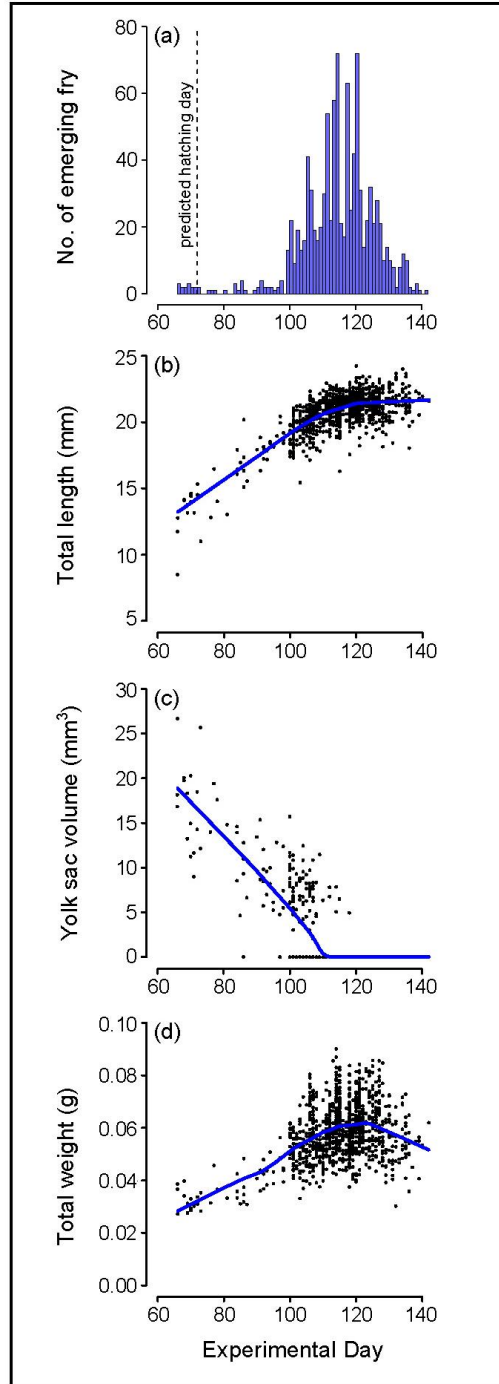 (a)
No. of emerging fry
80
60
40
20
0
predicted hatching day
60 80 100 120 140
(b)
Total length (mm)
25
20
15
10
5
60 80 100 120 140
(c)
Yolk sac volume (mm³)
30
25
20
15
10
5
0
60 80 100 120 140
(d)
Total weight (g)
0.10
0.08
0.06
0.04
0.02
0.00
60 80 100 120 140
Experimental Day